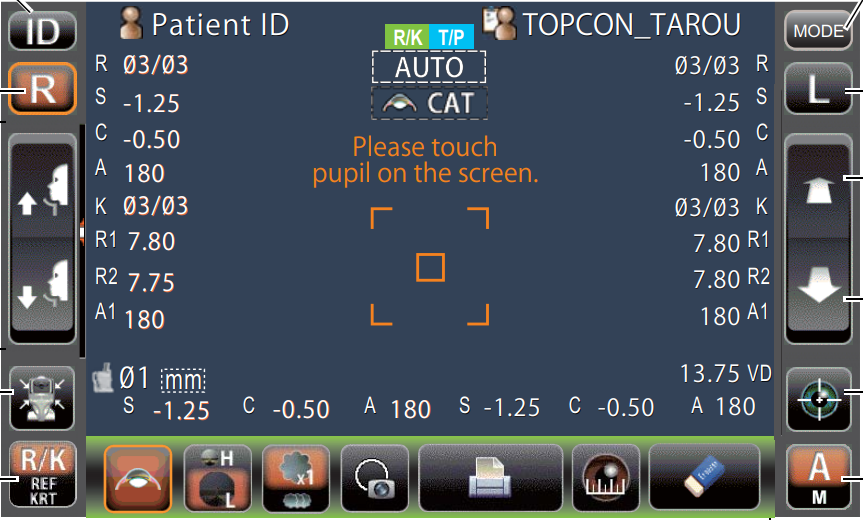 ID Patient ID TOPCON_TAROU MODE
R/K T/P
R Ø3/Ø3 AUTO Ø3/Ø3 R
R L
S -1.25 CAT -1.25 S
C -0.50 -0.50 C
Please touch
A 180 pupil on the screen. 180 A
K Ø3/Ø3 Ø3/Ø3 K
R1 7.80 7.80 R1
R2 7.75 7.80 R2
A1 180 180 A1
Ø1 mm 13.75 VD
S -1.25 C -0.50 A 180 S -1.25 C -0.50 A 180
R/K H x1 A
REF L M
KRT